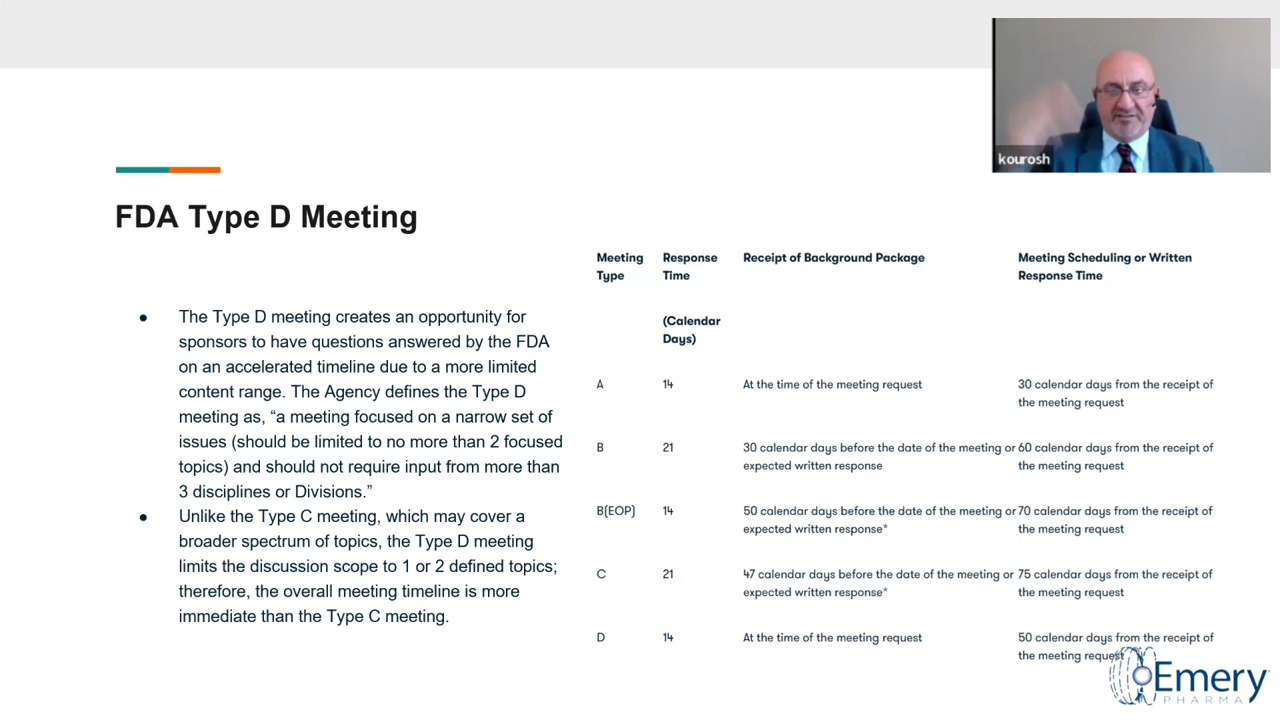 kourosh
FDA Type D Meeting
● The Type D meeting creates an opportunity for
sponsors to have questions answered by the FDA
on an accelerated timeline due to a more limited
content range. The Agency defines the Type D
meeting as, “a meeting focused on a narrow set of
issues (should be limited to no more than 2 focused
topics) and should not require input from more than
3 disciplines or Divisions.”
● Unlike the Type C meeting, which may cover a
broader spectrum of topics, the Type D meeting
limits the discussion scope to 1 or 2 defined topics;
therefore, the overall meeting timeline is more
immediate than the Type C meeting.
Meeting Response Receipt of Background Package Meeting Scheduling or Written
Type Time Response Time
(Calendar
Days)
A 14 At the time of the meeting request 30 calendar days from the receipt of
the meeting request
B 21 30 calendar days before the date of the meeting or 60 calendar days from the receipt of
expected written response the meeting request
B(EOP) 14 50 calendar days before the date of the meeting or 70 calendar days from the receipt of
expected written response* the meeting request
C 21 47 calendar days before the date of the meeting or 75 calendar days from the receipt of
expected written response* the meeting request
D 14 At the time of the meeting request 50 calendar days from the receipt of
the meeting request
Emery
PHARMA